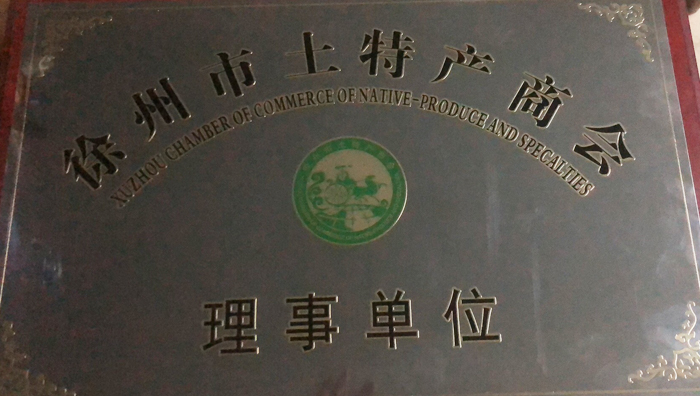 徐州市土特产商会
XUZHOU CHAMBER OF COMMERCE OF NATIVE-PRODUCE AND SPECALTIES
理事单位